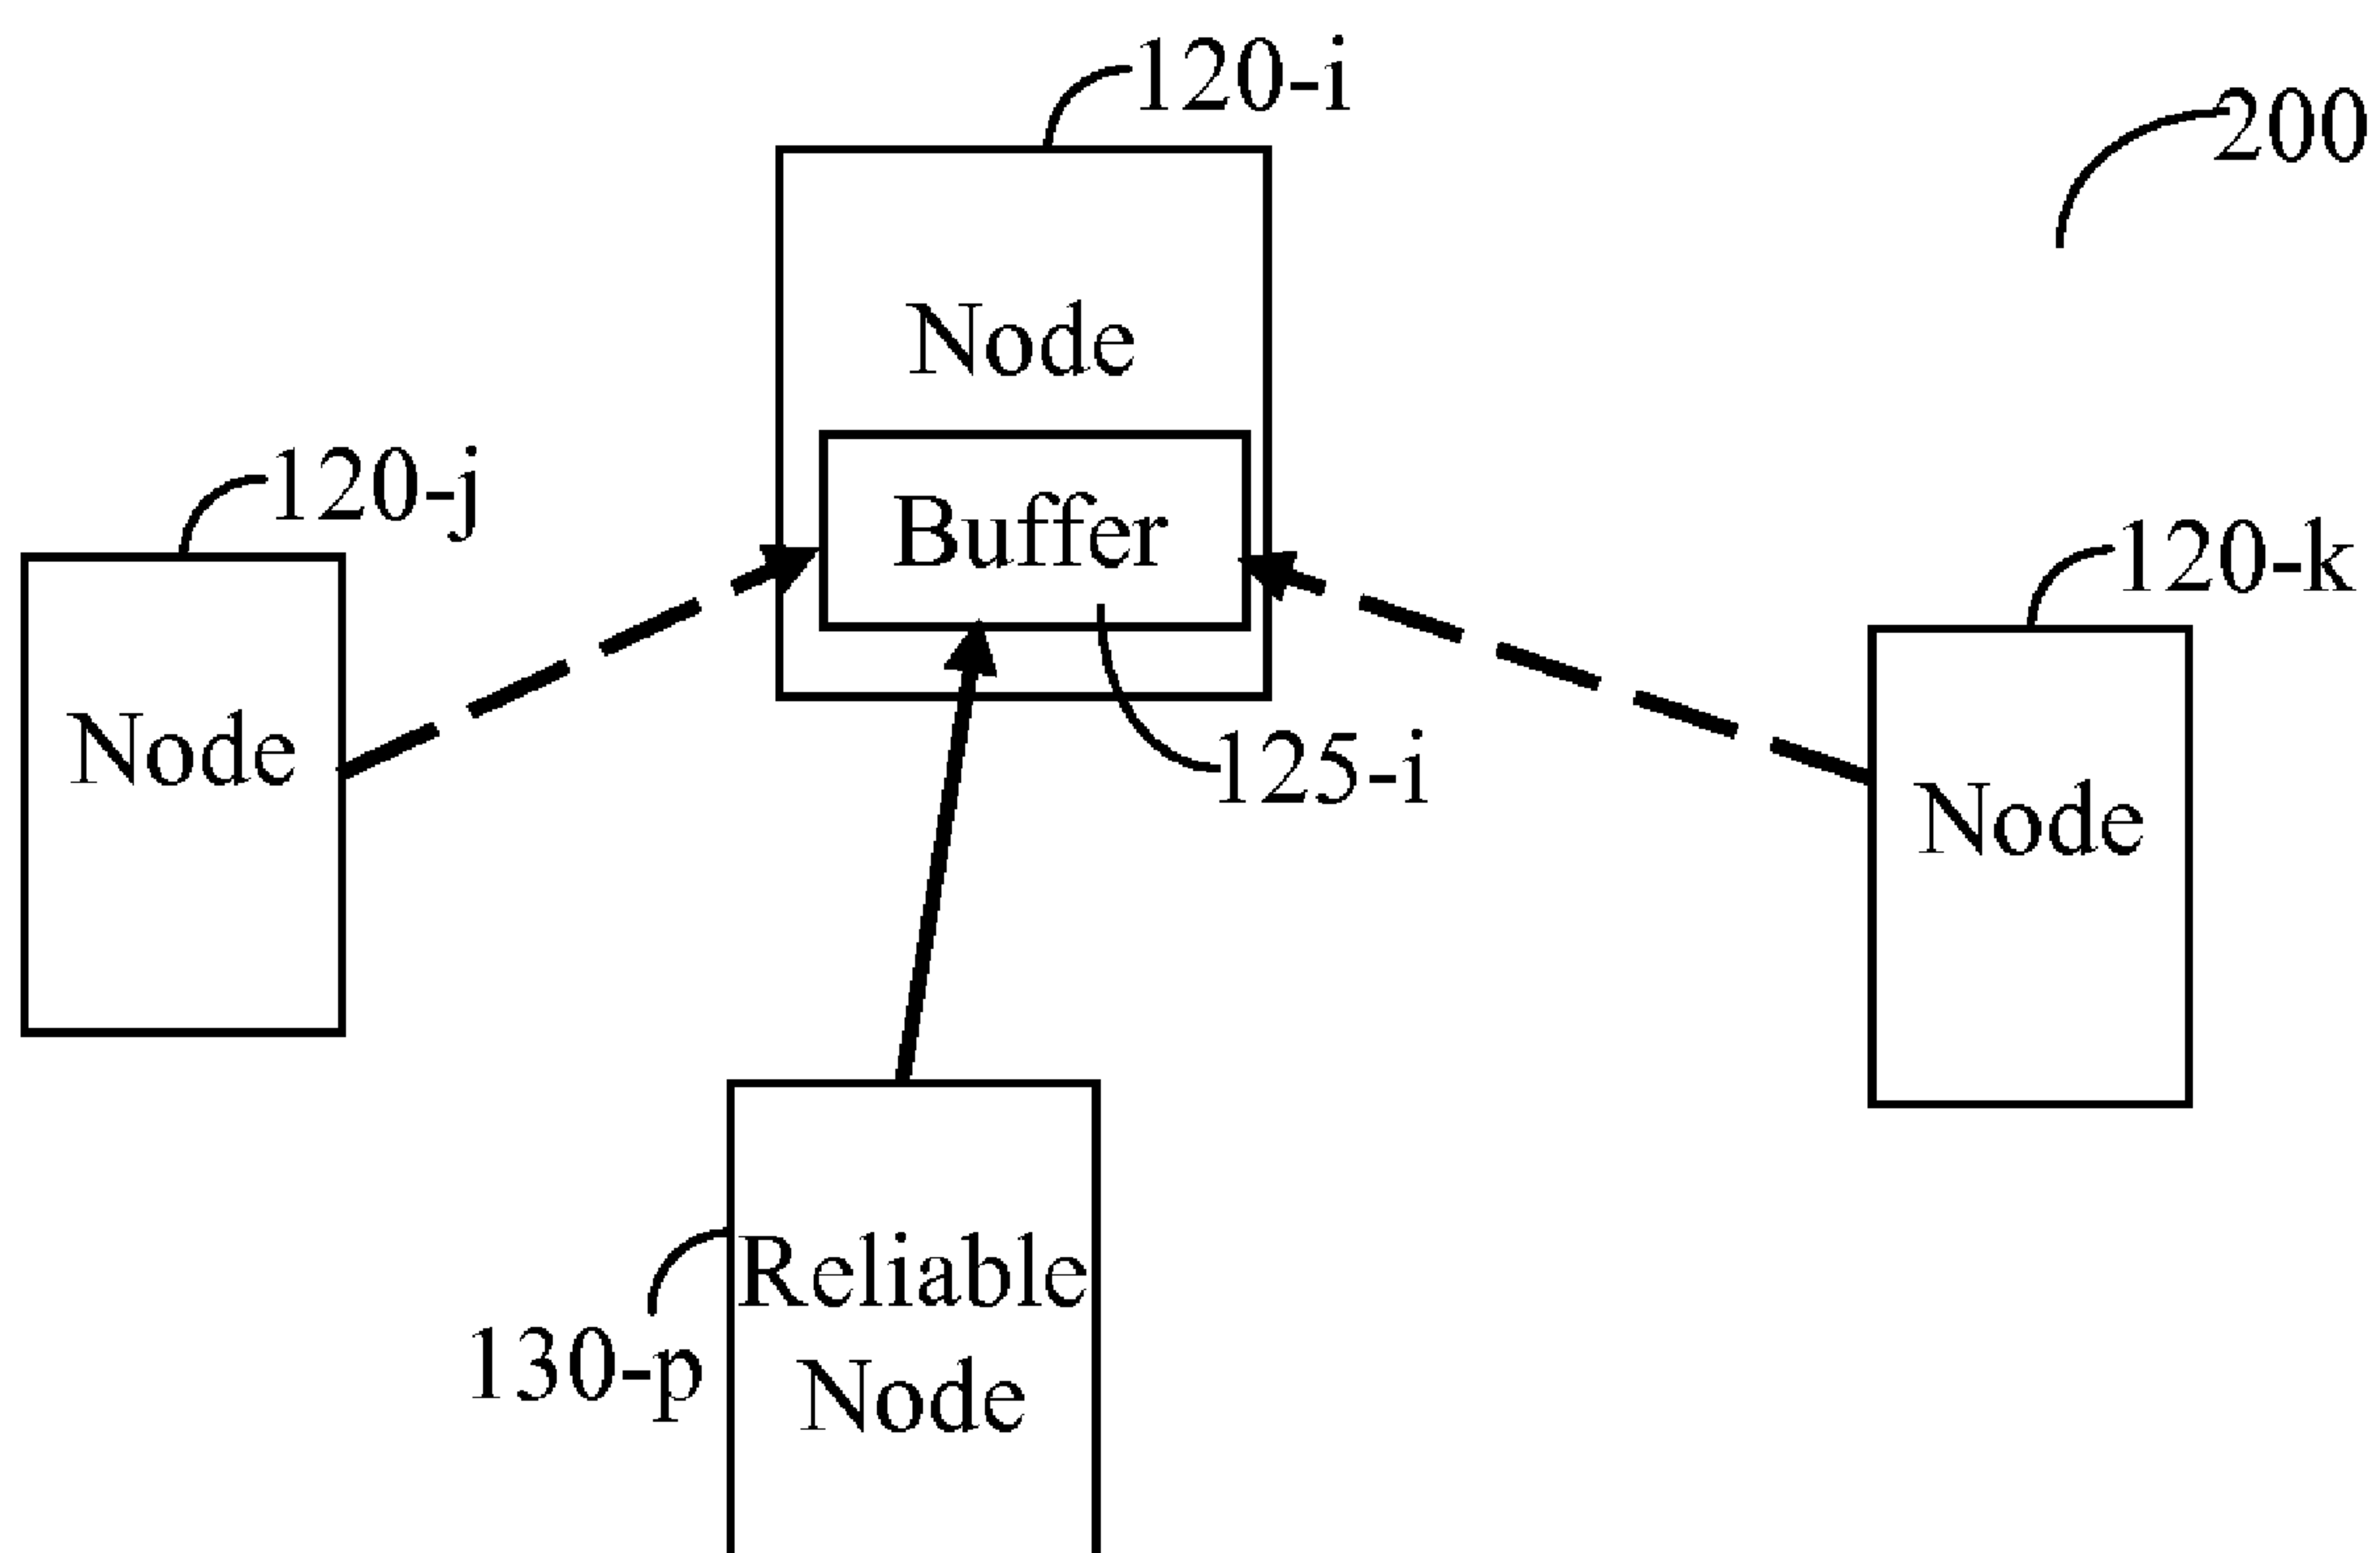 120-i
200
Node
120-j
Buffer
120-k
Node
125-i
Node
Reliable
130-p
Node